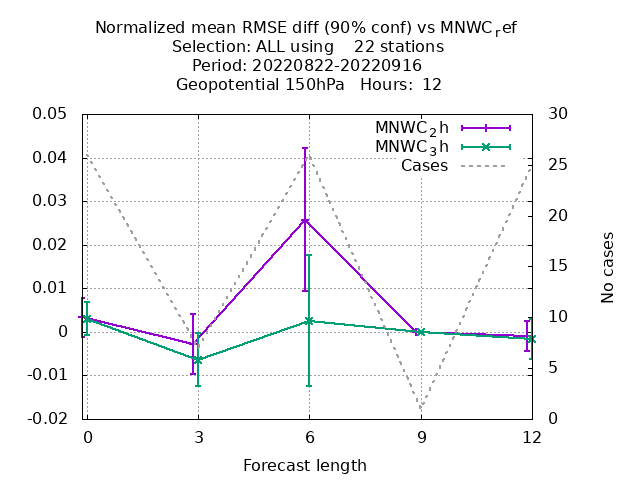 Normalized mean RMSE diff (90% conf) vs MNWC_ref
Selection: ALL using    22 stations
Period: 20220822-20220916
Geopotential 150hPa   Hours:  12
MNWC_2h
MNWC_3h
Cases
0.05
0.04
0.03
0.02
0.01
0
-0.01
-0.02
30
25
20
15
10
5
0
No cases
0 3 6 9 12
Forecast length